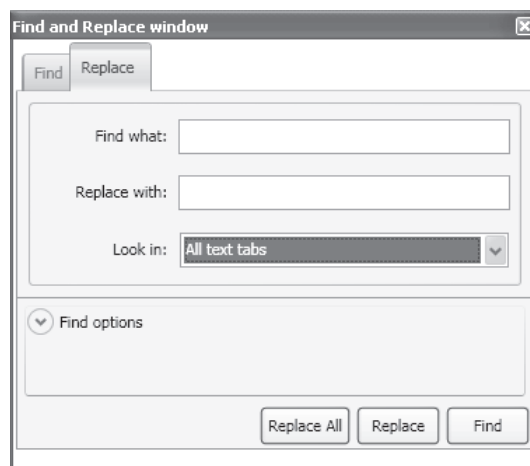 Find and Replace window
Find Replace
Find what:
Replace with:
Look in: All text tabs
Find options
Replace All Replace Find